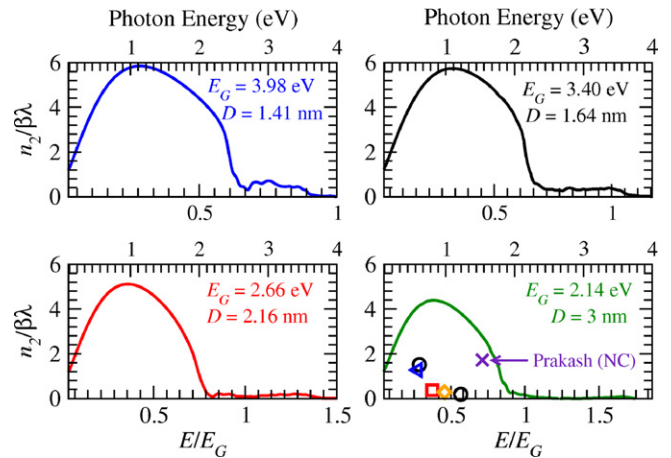 Photon Energy (eV)
Photon Energy (eV)
1 2 3 4
1 2 3 4
6
4
2
0
n₂/βλ
E_G = 3.98 eV
D = 1.41 nm
0.5 1
6
4
2
0
E_G = 3.40 eV
D = 1.64 nm
0.5 1
1 2 3 4
6
4
2
0
n₂/βλ
E_G = 2.66 eV
D = 2.16 nm
0.5 1 1.5
E/E_G
1 2 3 4
6
4
2
0
E_G = 2.14 eV
D = 3 nm
Prakash (NC)
0.5 1 1.5
E/E_G